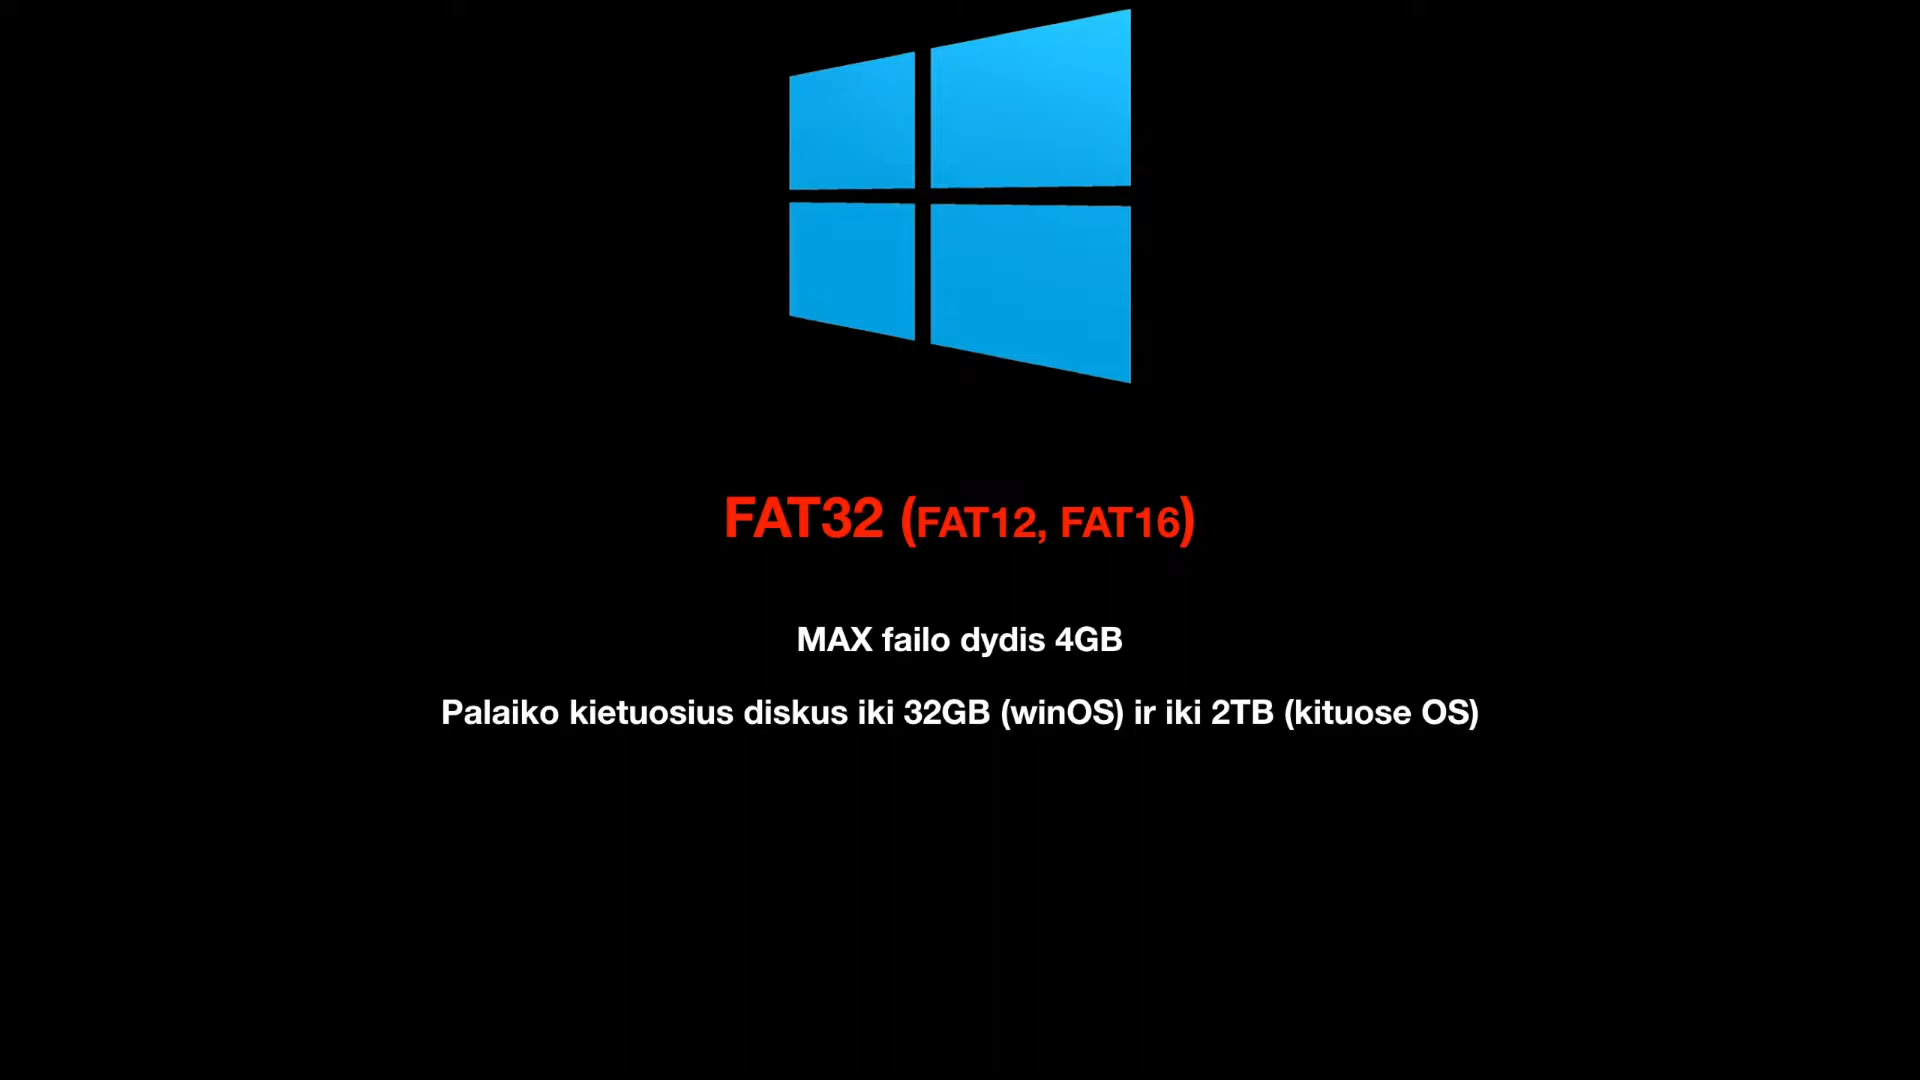 FAT32 (FAT12, FAT16)
MAX failo dydis 4GB
Palaiko kietuosius diskus iki 32GB (winOS) ir iki 2TB (kituose OS)